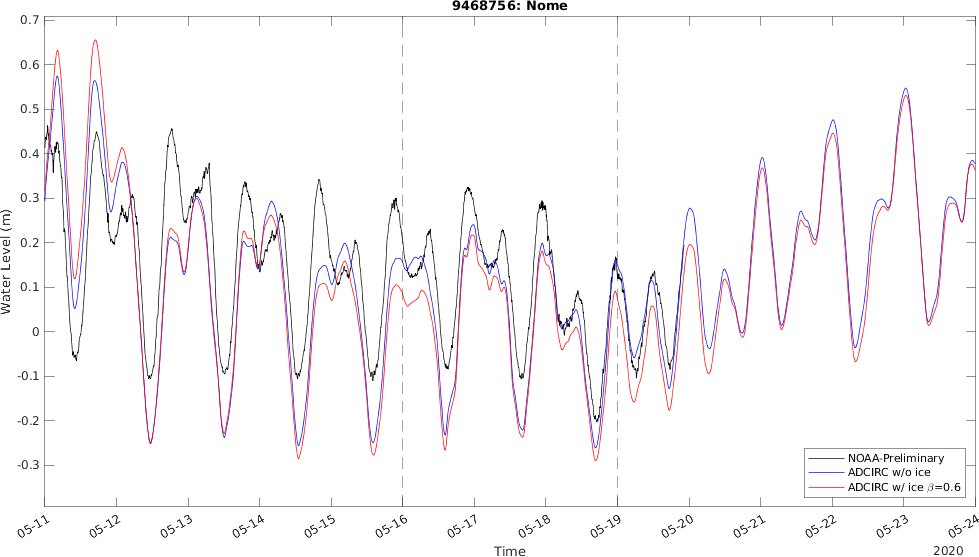 9468756: Nome
Water Level (m)
0.7
0.6
0.5
0.4
0.3
0.2
0.1
0
-0.1
-0.2
-0.3
NOAA-Preliminary
ADCIRC w/o ice
ADCIRC w/ ice β=0.6
05-11 05-12 05-13 05-14 05-15 05-16 05-17 05-18 05-19 05-20 05-21 05-22 05-23 05-24
Time
2020